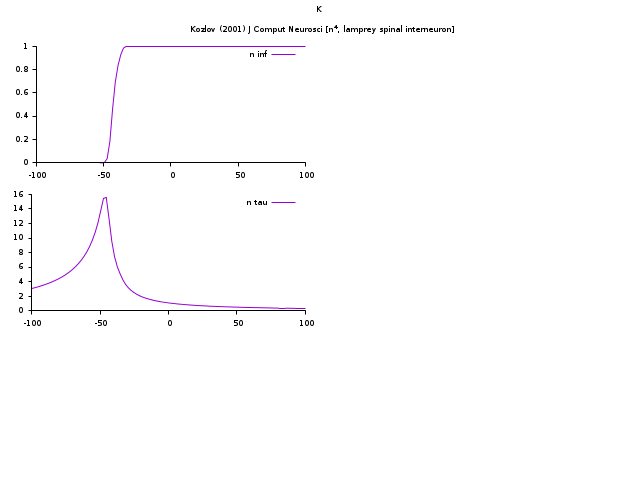 K
Kozlov (2001) J Comput Neurosci [n⁴, lamprey spinal interneuron]
1
n inf
0.8
0.6
0.4
0.2
0
-100 -50 0 50 100
16
n tau
14
12
10
8
6
4
2
0
-100 -50 0 50 100